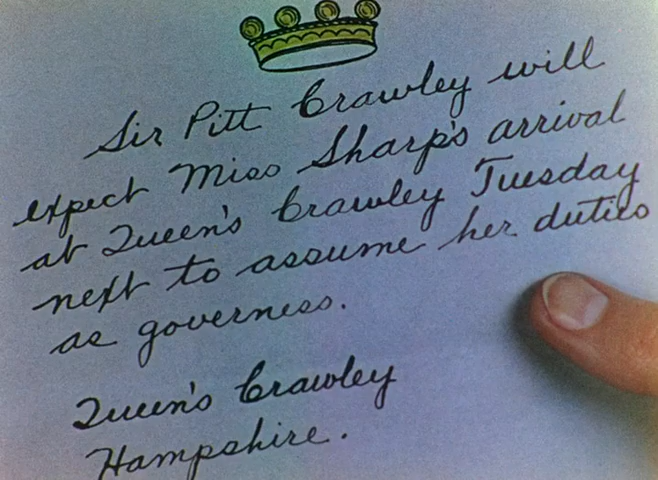 Sir Pitt Crawley will
expect Miss Sharp's arrival
at Queen's Crawley Tuesday
next to assume her duties
as governess.
Queen's Crawley
Hampshire.